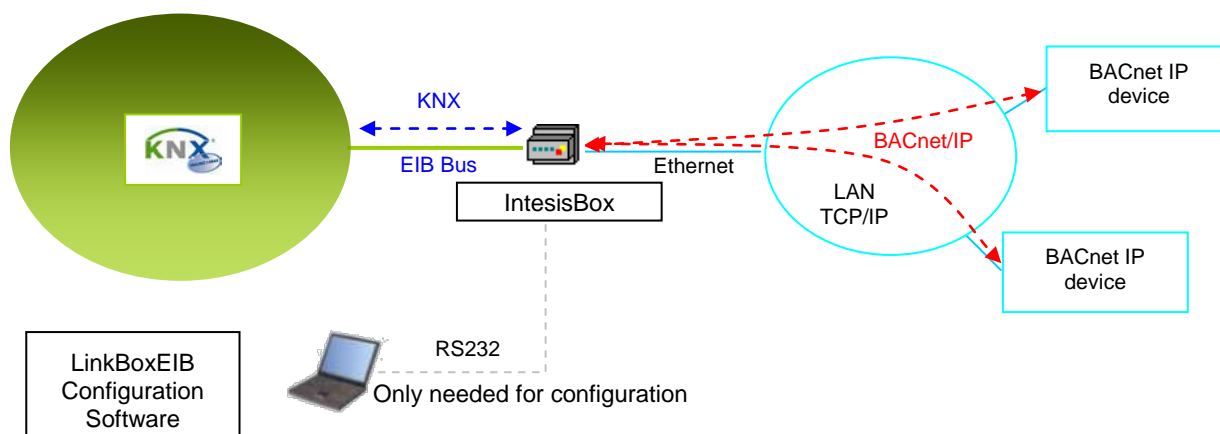 KNX
KNX
EIB Bus
IntesisBox
Ethernet
BACnet/IP
LAN
TCP/IP
BACnet IP
device
BACnet IP
device
LinkBoxEIB
Configuration
Software
RS232
Only needed for configuration